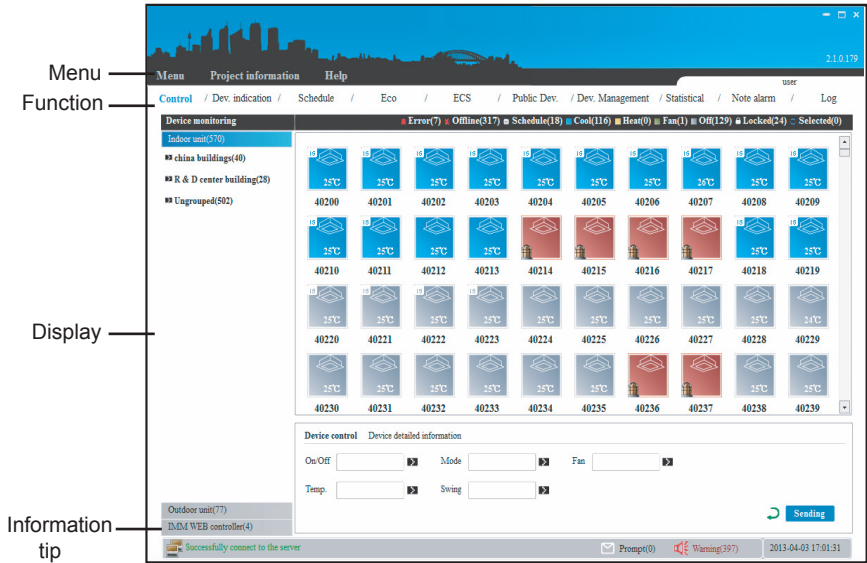 2.1.0.179
Menu
Menu Project information Help
user
Function
Control / Dev. indication / Schedule / Eco / ECS / Public Dev. / Dev. Management / Statistical / Note alarm / Log
Device monitoring
Error(7) Offline(317) Schedule(18) Cool(116) Heat(0) Fan(1) Off(129) Locked(24) Selected(0)
Indoor unit(570)
china buildings(40)
R & D center building(28)
Ungrouped(502)
25℃ 25℃ 25℃ 25℃ 25℃ 25℃ 25℃ 26℃ 25℃ 25℃
40200 40201 40202 40203 40204 40205 40206 40207 40208 40209
25℃ 25℃ 25℃ 25℃ 25℃ 25℃
40210 40211 40212 40213 40214 40215 40216 40217 40218 40219
25℃ 25℃ 25℃ 25℃ 25℃ 25℃ 25℃ 25℃ 25℃ 24℃
40220 40221 40222 40223 40224 40225 40226 40227 40228 40229
25℃ 25℃ 25℃ 25℃ 25℃ 25℃ 25℃ 25℃
40230 40231 40232 40233 40234 40235 40236 40237 40238 40239
Display
Device control Device detailed information
On/Off Mode Fan
Temp. Swing
Sending
Outdoor unit(77)
IMM WEB controller(4)
Information
tip
Successfully connect to the server
Prompt(0) Warning(397) 2013-04-03 17:01:31